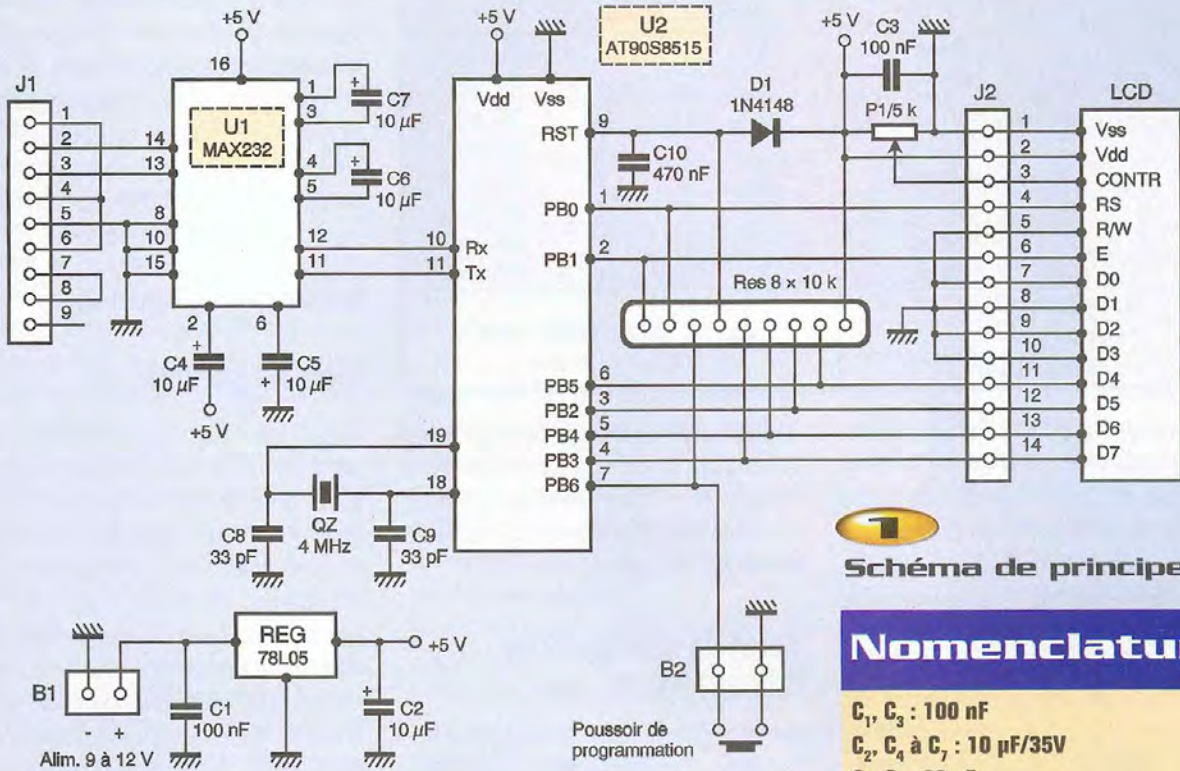 +5 V
U2
AT90S8515
+5 V
+5 V
C3
100 nF
J1
16
J2
LCD
1
2
3
4
5
6
7
8
9
14
13
8
10
15
U1
MAX232
1
3
4
5
12
11
2
6
C7
10 µF
C6
10 µF
C4
10 µF
+5 V
C5
10 µF
Vdd
Vss
RST
PB0
PB1
10
11
Rx
Tx
9
1
2
D1
1N4148
P1/5 k
C10
470 nF
Res 8 x 10 k
PB5
PB2
PB4
PB3
PB6
6
3
5
4
7
19
18
C8
33 pF
QZ
4 MHz
C9
33 pF
1
2
3
4
5
6
7
8
9
10
11
12
13
14
Vss
Vdd
CONTR
RS
R/W
E
D0
D1
D2
D3
D4
D5
D6
D7
1
Schéma de principe
REG
78L05
+5 V
B1
- +
Alim. 9 à 12 V
C1
100 nF
C2
10 µF
B2
Poussoir de
programmation
Nomenclatu
C1, C3 : 100 nF
C2, C4 à C7 : 10 µF/35V